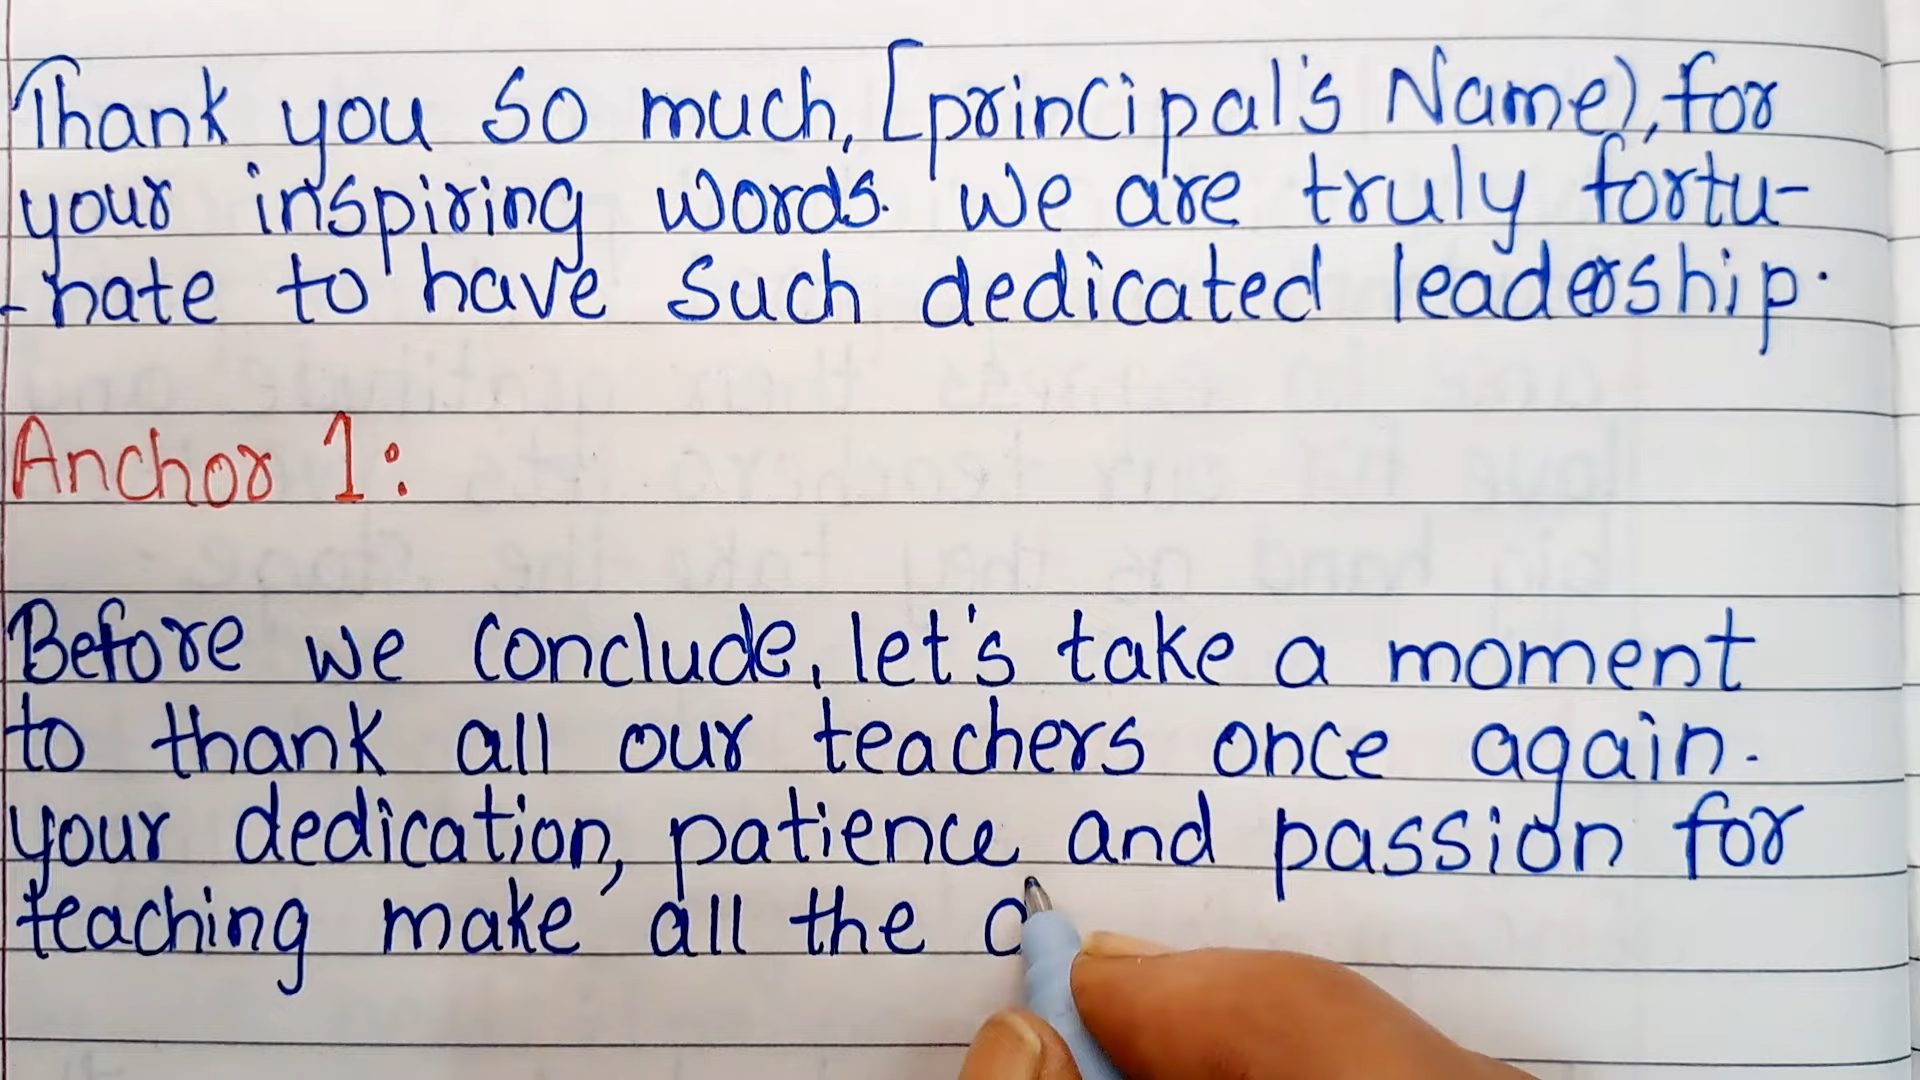 Thank you so much, [principal's Name), for
your inspiring words. We are truly fortu-
-nate to have such dedicated leadership.
Anchor 1:
Before we conclude, let's take a moment
to thank all our teachers once again.
your dedication, patience and passion for
teaching make all the